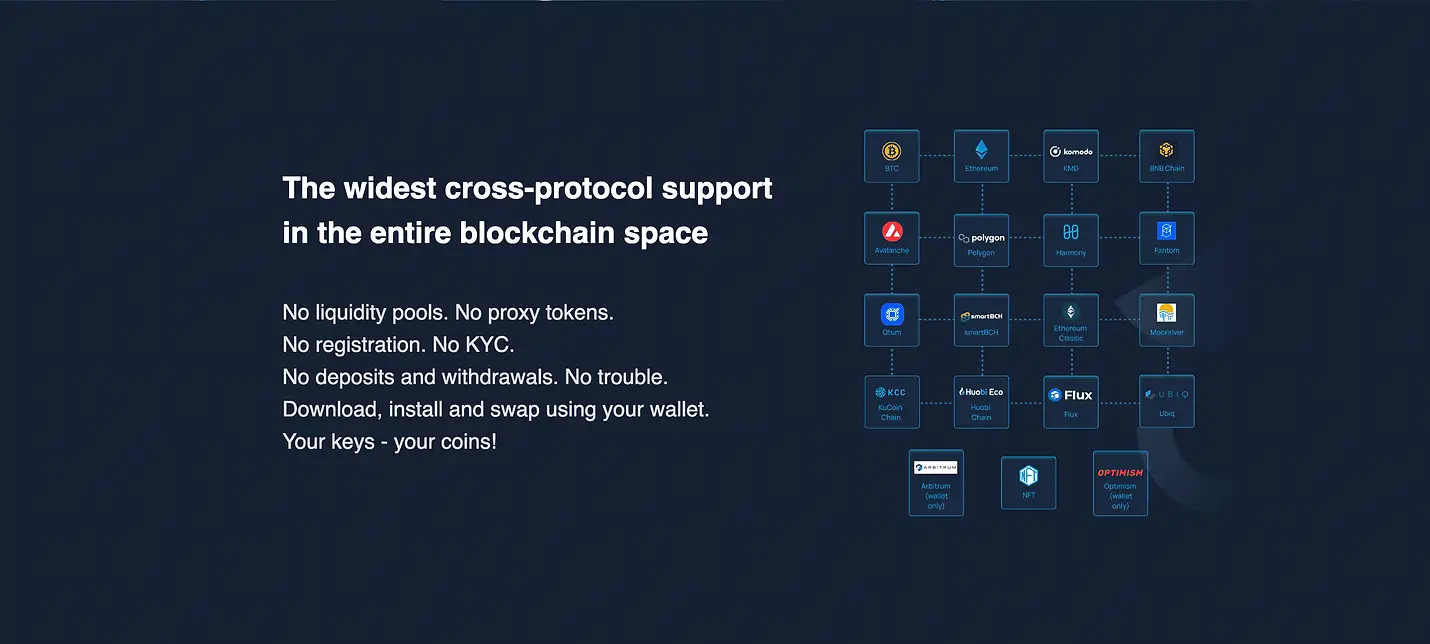 The widest cross-protocol support
in the entire blockchain space
No liquidity pools. No proxy tokens.
No registration. No KYC.
No deposits and withdrawals. No trouble.
Download, install and swap using your wallet.
Your keys - your coins!
BTC
Ethereum
komodo
KMD
BNB Chain
Avalanche
polygon
Polygon
Harmony
Fantom
Qtum
smartBCH
smartBCH
Ethereum
Classic
Moonriver
KCC
KuCoin
Chain
Huobi Eco
Huobi
Chain
Flux
Flux
UBIQ
Ubiq
ARBITRUM
Arbitrum
(wallet
only)
NFT
NFT
OPTIMISM
Optimism
(wallet
only)